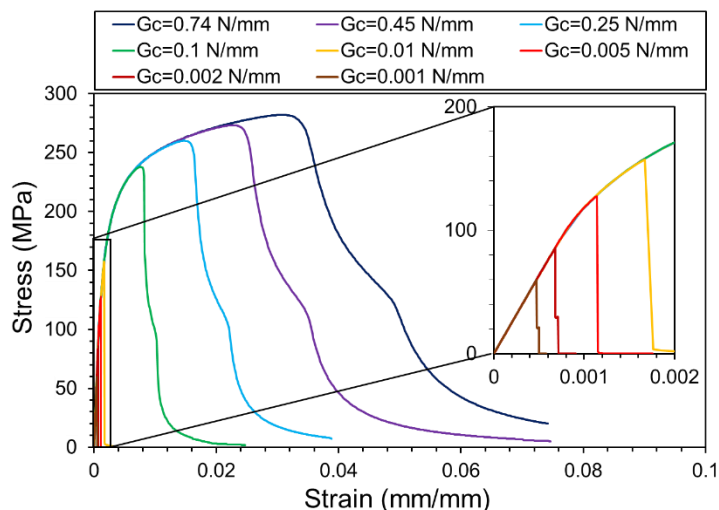 Gc=0.74 N/mm Gc=0.45 N/mm Gc=0.25 N/mm
Gc=0.1 N/mm Gc=0.01 N/mm Gc=0.005 N/mm
Gc=0.002 N/mm Gc=0.001 N/mm
300
250
200
150
100
50
0
Stress (MPa)
0 0.02 0.04 0.06 0.08 0.1
Strain (mm/mm)
200
100
0
0 0.001 0.002